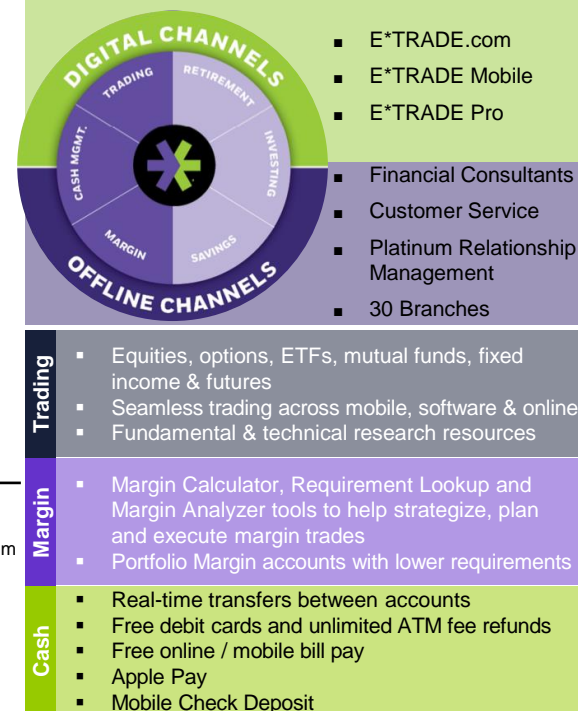 DIGITAL CHANNELS
TRADING
RETIREMENT
CASH MGMT.
INVESTING
MARGIN
SAVINGS
OFFLINE CHANNELS
■ E*TRADE.com
■ E*TRADE Mobile
■ E*TRADE Pro
■ Financial Consultants
■ Customer Service
■ Platinum Relationship
Management
■ 30 Branches
Trading
▪ Equities, options, ETFs, mutual funds, fixed
income & futures
▪ Seamless trading across mobile, software & online
▪ Fundamental & technical research resources
m
Margin
▪ Margin Calculator, Requirement Lookup and
Margin Analyzer tools to help strategize, plan
and execute margin trades
▪ Portfolio Margin accounts with lower requirements
Cash
▪ Real-time transfers between accounts
▪ Free debit cards and unlimited ATM fee refunds
▪ Free online / mobile bill pay
▪ Apple Pay
▪ Mobile Check Deposit